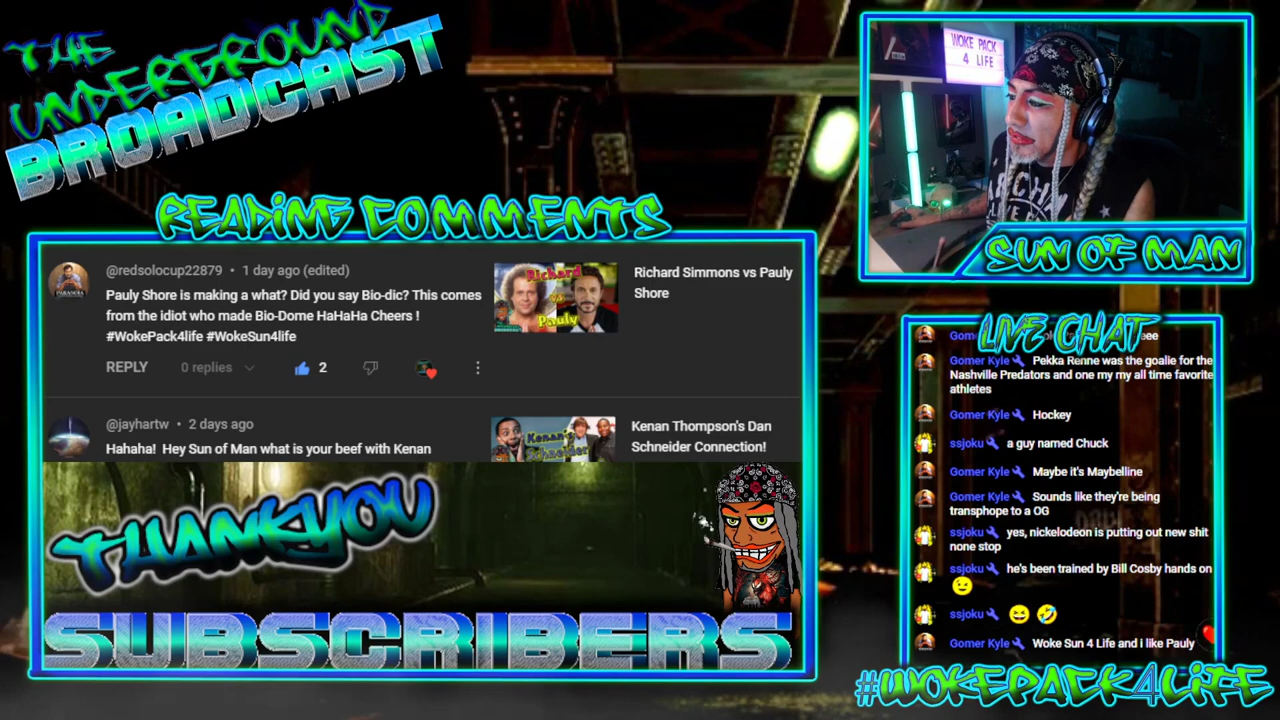 THE
UNDERGROUND
BROADCAST
WOKE PACK
4 LIFE
SUN OF MAN
READING COMMENTS
@redsolocup22879 • 1 day ago (edited)
Pauly Shore is making a what? Did you say Bio-dic? This comes
from the idiot who made Bio-Dome HaHaHa Cheers !
#WokePack4life #WokeSun4life
REPLY 0 replies 2
Richard
vs
Pauly
Richard Simmons vs Pauly
Shore
@jayhartw • 2 days ago
Hahaha! Hey Sun of Man what is your beef with Kenan
Kenan's
Schneider
Kenan Thompson's Dan
Schneider Connection!
THANKYOU
SUBSCRIBERS
LIVE CHAT
Gomer Kyle Pekka Renne was the goalie for the
Nashville Predators and one my my all time favorite
athletes
Gomer Kyle Hockey
ssjoku a guy named Chuck
Gomer Kyle Maybe it's Maybelline
Gomer Kyle Sounds like they're being
transphope to a OG
ssjoku yes, nickelodeon is putting out new shit
none stop
ssjoku he's been trained by Bill Cosby hands on
😉
ssjoku 😆 🤣
Gomer Kyle Woke Sun 4 Life and i like Pauly
#WOKEPACK4LIFE